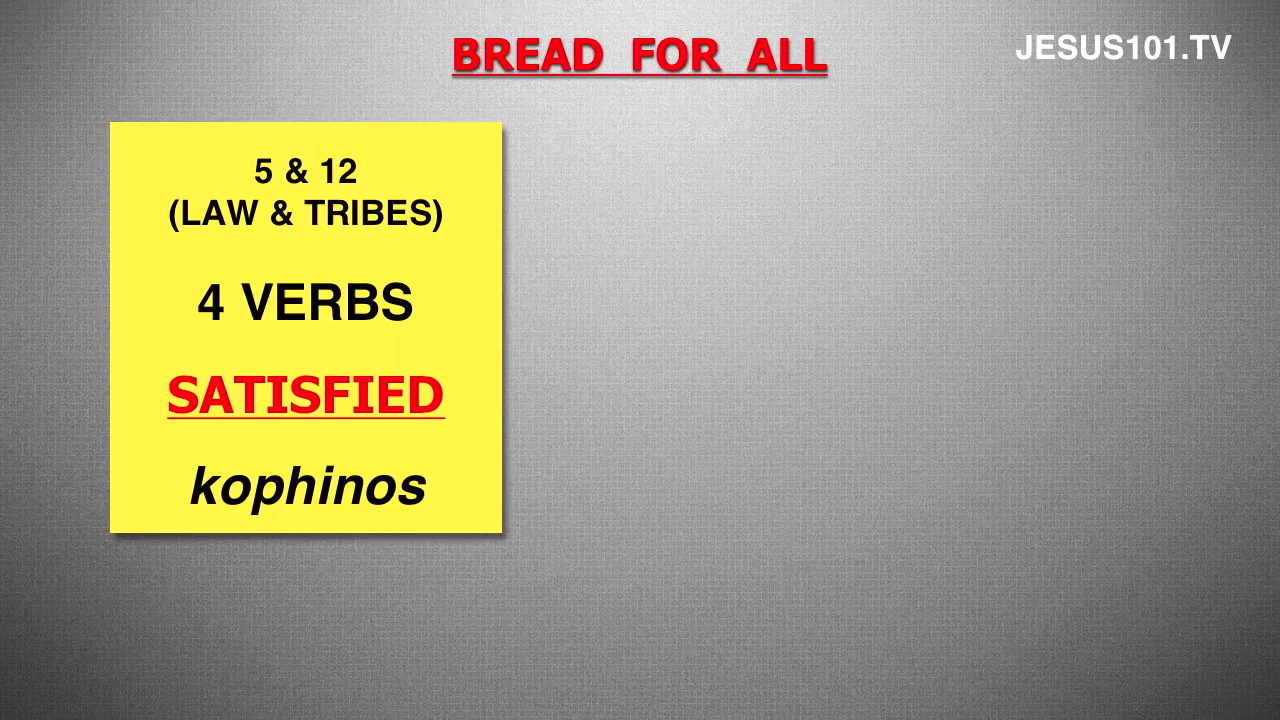 BREAD FOR ALL
JESUS101.TV
5 & 12
(LAW & TRIBES)
4 VERBS
SATISFIED
kophinos